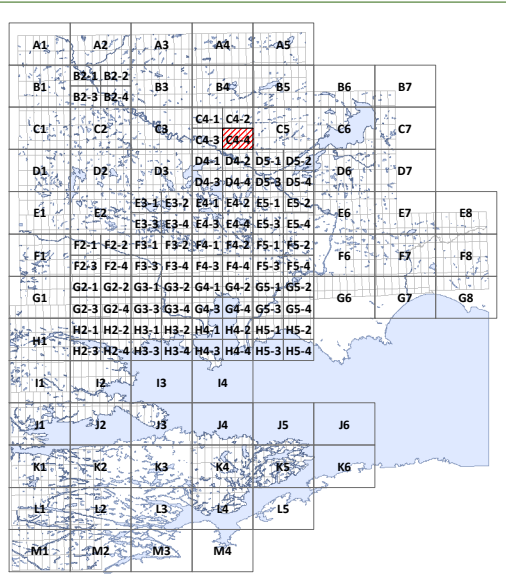 A1 A2 A3 A4 A5
B2-1 B2-2
B1 B3 B4 B5 B6 B7
B2-3 B2-4
C4-1 C4-2
C1 C2 C3 C5 C6 C7
C4-3 C4-4
D4-1 D4-2 D5-1 D5-2
D1 D2 D3 D6 D7
D4-3 D4-4 D5-3 D5-4
E3-1 E3-2 E4-1 E4-2 E5-1 E5-2
E1 E2 E6 E7 E8
E3-3 E3-4 E4-3 E4-4 E5-3 E5-4
F2-1 F2-2 F3-1 F3-2 F4-1 F4-2 F5-1 F5-2
F1 F6 F7 F8
F2-3 F2-4 F3-3 F3-4 F4-3 F4-4 F5-3 F5-4
G2-1 G2-2 G3-1 G3-2 G4-1 G4-2 G5-1 G5-2
G1 G6 G7 G8
G2-3 G2-4 G3-3 G3-4 G4-3 G4-4 G5-3 G5-4
H2-1 H2-2 H3-1 H3-2 H4-1 H4-2 H5-1 H5-2
H1
H2-3 H2-4 H3-3 H3-4 H4-3 H4-4 H5-3 H5-4
I1 I2 I3 I4
J1 J2 J3 J4 J5 J6
K1 K2 K3 K4 K5 K6
L1 L2 L3 L4 L5
M1 M2 M3 M4